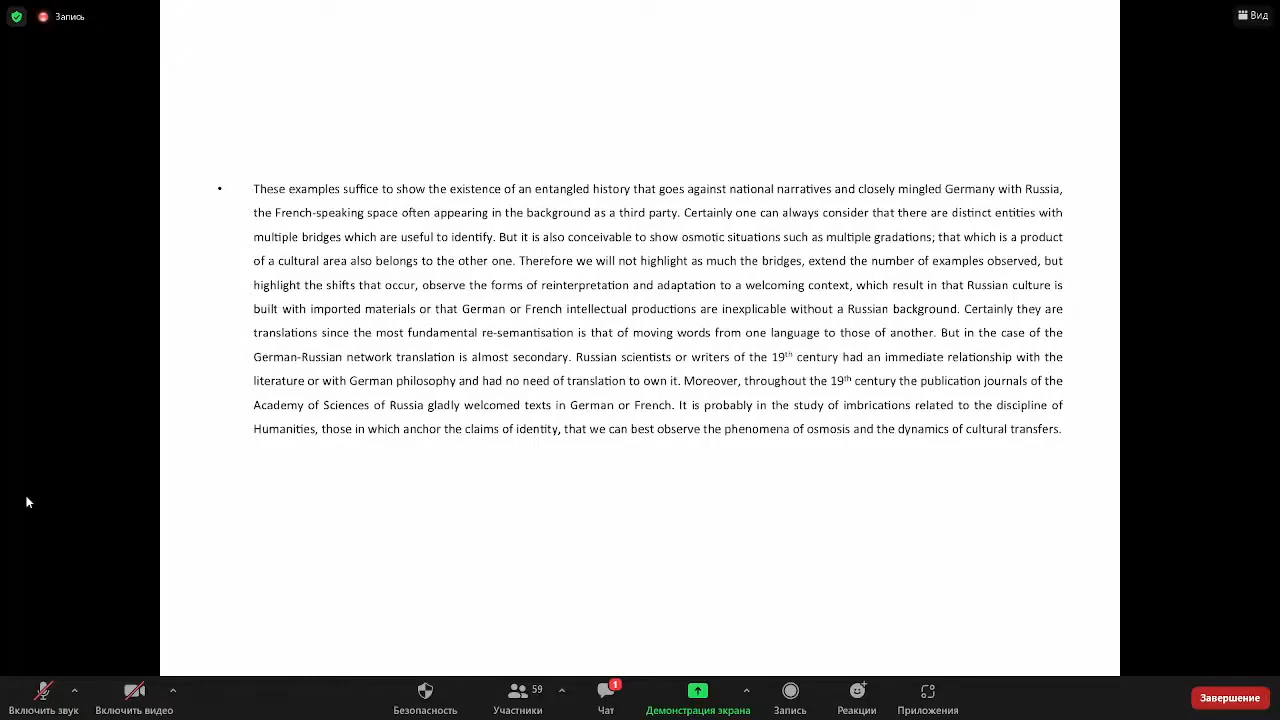 Запись
Вид
• These examples suffice to show the existence of an entangled history that goes against national narratives and closely mingled Germany with Russia,
the French-speaking space often appearing in the background as a third party. Certainly one can always consider that there are distinct entities with
multiple bridges which are useful to identify. But it is also conceivable to show osmotic situations such as multiple gradations; that which is a product
of a cultural area also belongs to the other one. Therefore we will not highlight as much the bridges, extend the number of examples observed, but
highlight the shifts that occur, observe the forms of reinterpretation and adaptation to a welcoming context, which result in that Russian culture is
built with imported materials or that German or French intellectual productions are inexplicable without a Russian background. Certainly they are
translations since the most fundamental re-semantisation is that of moving words from one language to those of another. But in the case of the
German-Russian network translation is almost secondary. Russian scientists or writers of the 19th century had an immediate relationship with the
literature or with German philosophy and had no need of translation to own it. Moreover, throughout the 19th century the publication journals of the
Academy of Sciences of Russia gladly welcomed texts in German or French. It is probably in the study of imbrications related to the discipline of
Humanities, those in which anchor the claims of identity, that we can best observe the phenomena of osmosis and the dynamics of cultural transfers.
59
1
Включить звук
Включить видео
Безопасность
Участники
Чат
Демонстрация экрана
Запись
Реакции
Приложения
Завершение